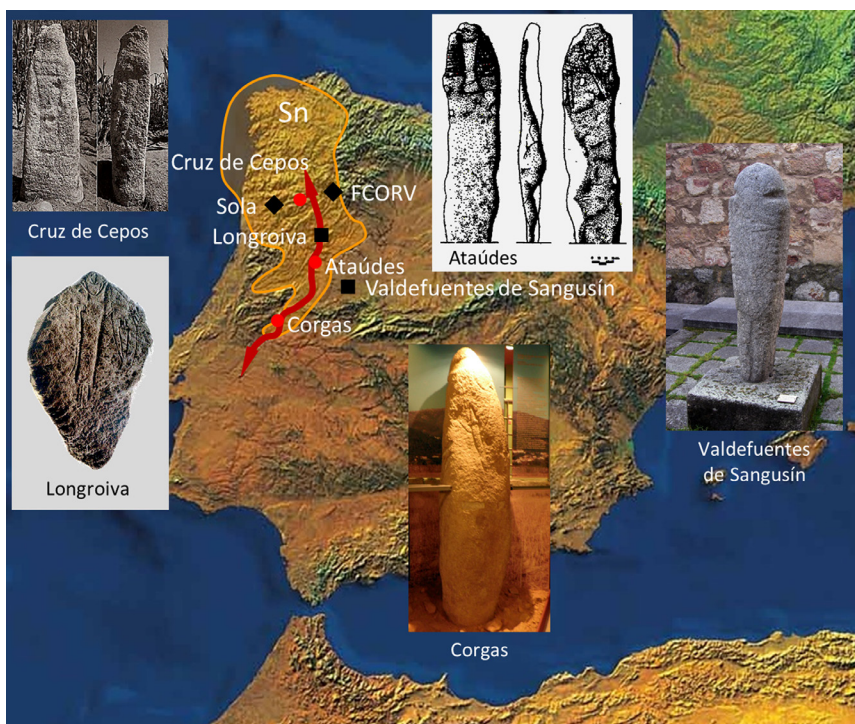 Cruz de Cepos
Longroiva
Sn
Cruz de Cepos
FCORV
Sola
Longroiva
Ataúdes
Valdefuentes de Sangusín
Corgas
Ataúdes
Valdefuentes
de Sangusín
Corgas